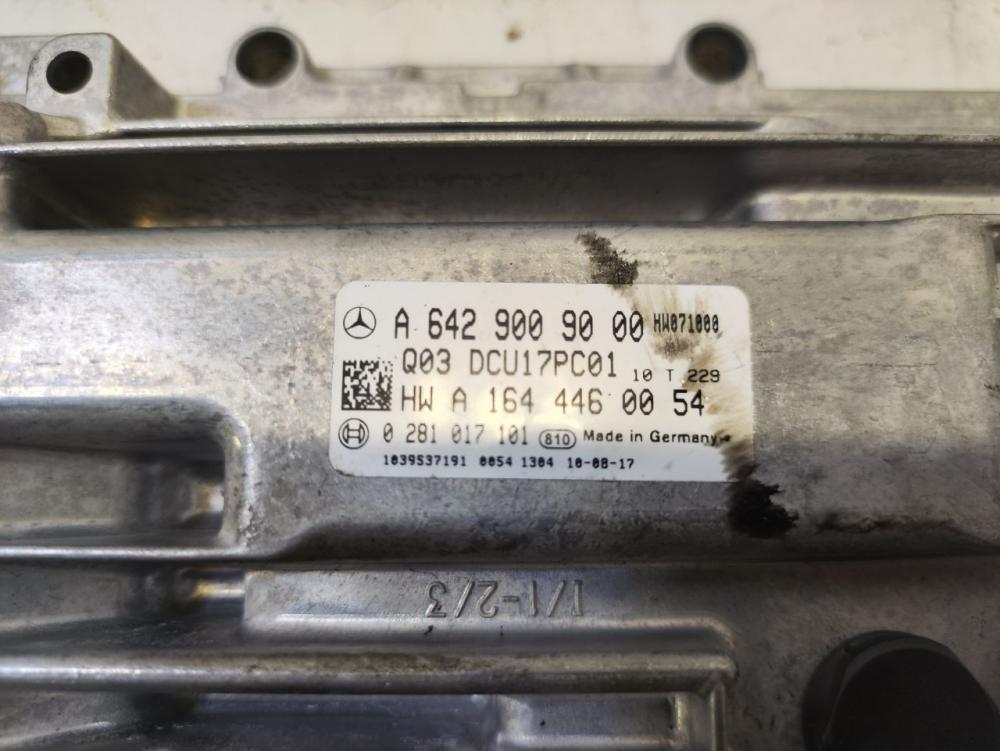 A 642 900 90 00 HW071000
Q03 DCU17PC01 10 T 229
HW A 164 446 00 54
0 281 017 101 810 Made in Germany
1039S37191 0054 1304 10-08-17
1/1-2/3